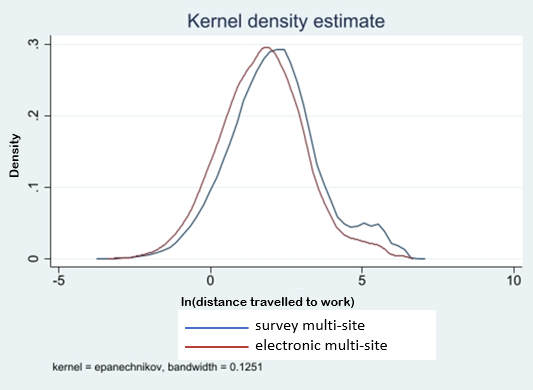 Kernel density estimate
Density
.3
.2
.1
0
-5 0 5 10
ln(distance travelled to work)
survey multi-site
electronic multi-site
kernel = epanechnikov, bandwidth = 0.1251